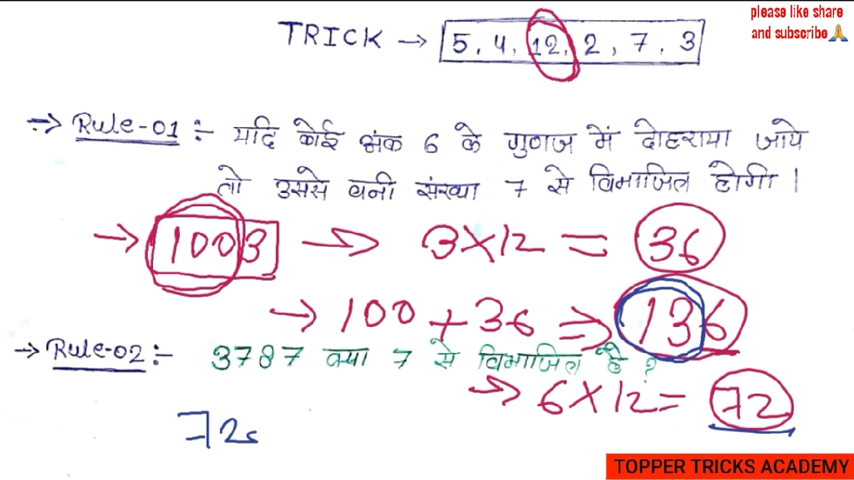 please like share
and subscribe🙏
TRICK → 5, 4, 12, 2, 7, 3
→ Rule-01 :- यदि कोई अंक 6 के गुणज में दोहराया जाये
तो उससे बनी संख्या 7 से विभाजित होगी।
→ 1003 → 3×12 = 36
→ 100 + 36 ⇒ 136
→ Rule-02 :- 3787 क्या 7 से विभाजित है?
→ 6×12 = 72
72
TOPPER TRICKS ACADEMY